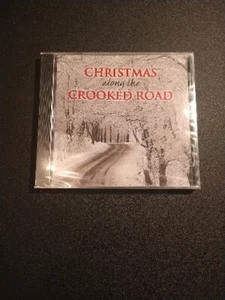 CHRISTMAS
along the
CROOKED ROAD